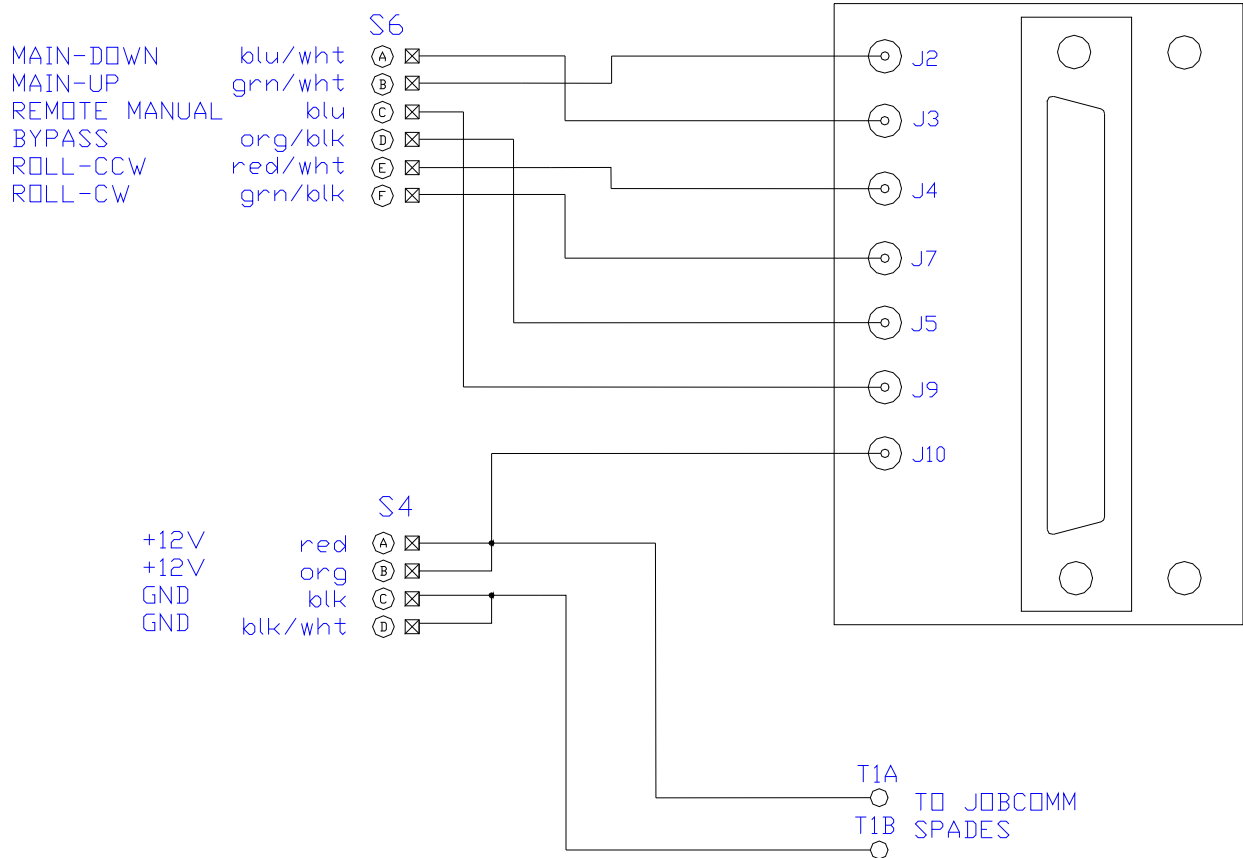 S6
MAIN-DOWN blu/wht A J2
MAIN-UP grn/wht B
REMOTE MANUAL blu C J3
BYPASS org/blk D
ROLL-CCW red/wht E J4
ROLL-CW grn/blk F
J7
J5
J9
J10
S4
+12V red A
+12V org B
GND blk C
GND blk/wht D
T1A
TO JOBCOMM
T1B SPADES